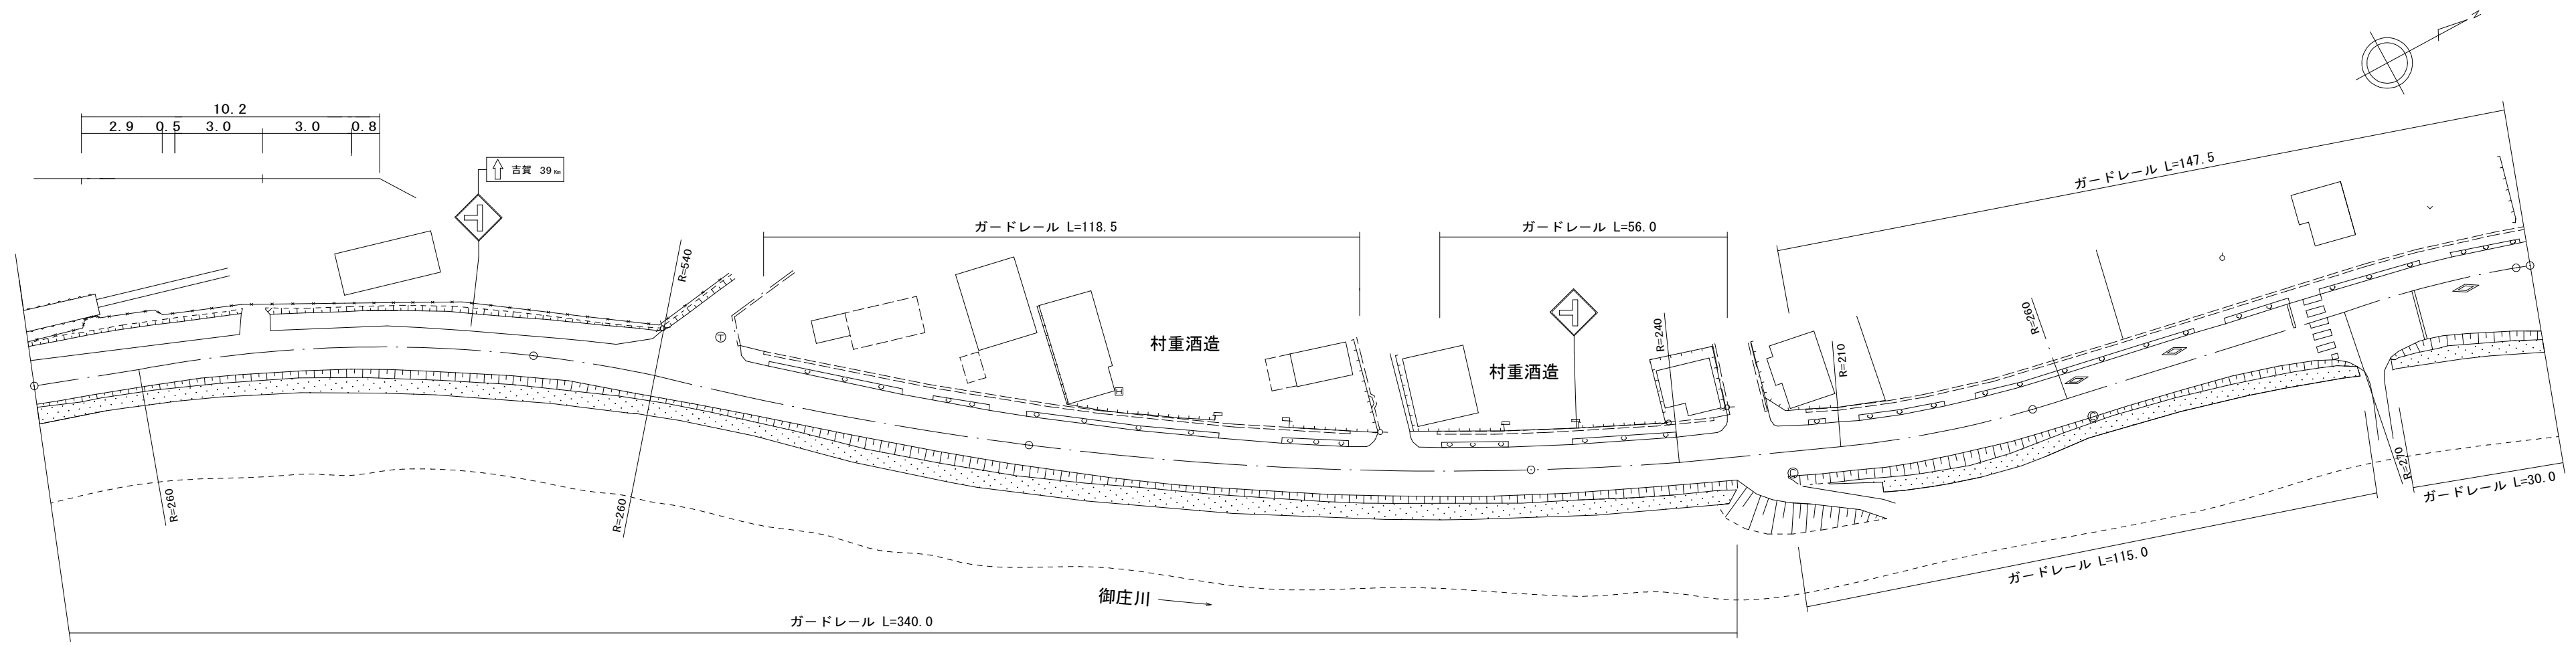 N
10.2
2.9 0.5 3.0 3.0 0.8
吉賀 39Km
ガードレール L=147.5
ガードレール L=118.5
ガードレール L=56.0
R=540
村重酒造
村重酒造
R=240
R=210
R=260
R=260
R=260
R=270
T
ガードレール L=30.0
ガードレール L=115.0
御庄川
ガードレール L=340.0